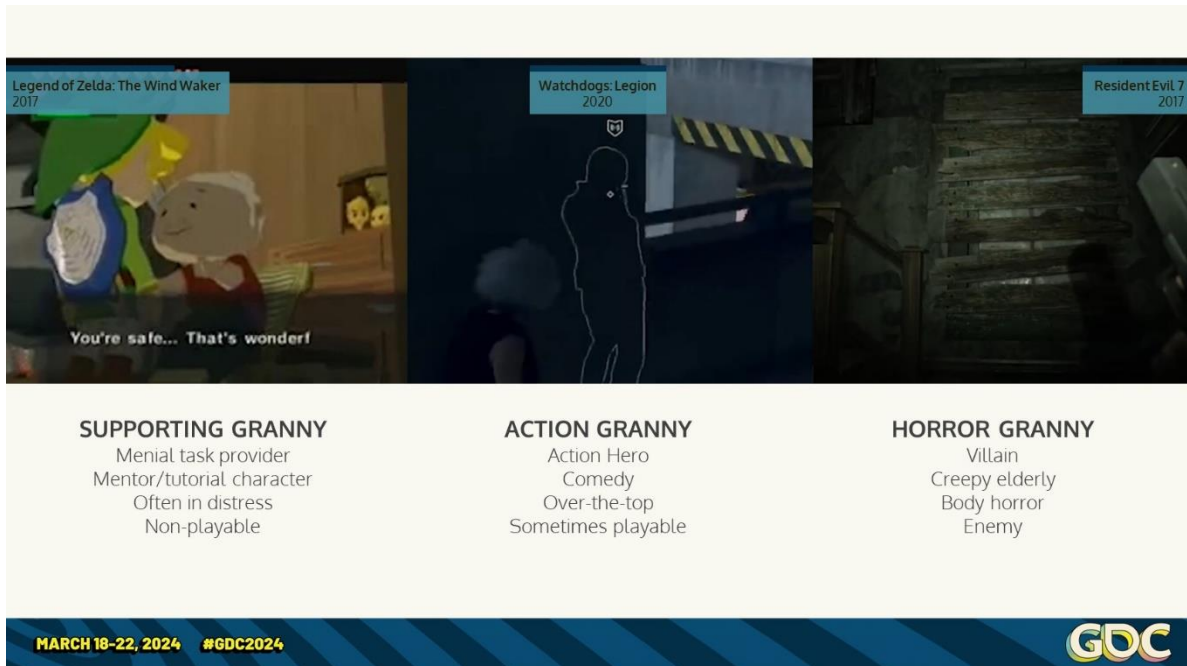 Legend of Zelda: The Wind Waker
2017
Watchdogs: Legion
2020
Resident Evil 7
2017
You're safe... That's wonderf
SUPPORTING GRANNY
Menial task provider
Mentor/tutorial character
Often in distress
Non-playable
ACTION GRANNY
Action Hero
Comedy
Over-the-top
Sometimes playable
HORROR GRANNY
Villain
Creepy elderly
Body horror
Enemy
MARCH 18-22, 2024 #GDC2024
GDC